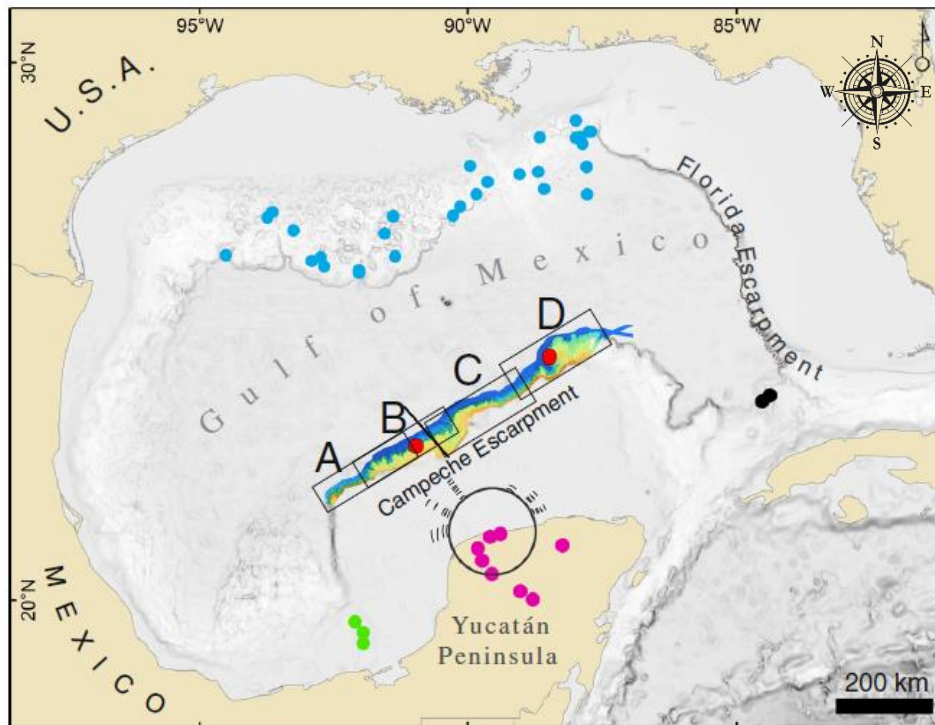 95°W
90°W
85°W
30°N
20°N
U.S.A.
N
W
E
S
Florida Escarpment
Gulf of Mexico
D
C
B
A
Campeche Escarpment
MEXICO
Yucatán
Peninsula
200 km